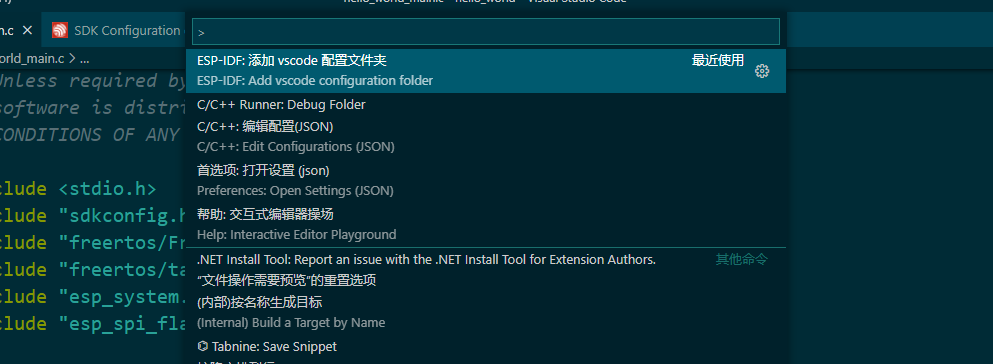 hello_world_main.c - hello_world - Visual Studio Code
n.c × SDK Configuration
>
orld_main.c > ...
ESP-IDF: 添加 vscode 配置文件夹 最近使用
ESP-IDF: Add vscode configuration folder
C/C++ Runner: Debug Folder
C/C++: 编辑配置(JSON)
C/C++: Edit Configurations (JSON)
首选项: 打开设置 (json)
Preferences: Open Settings (JSON)
帮助: 交互式编辑器操场
Help: Interactive Editor Playground
.NET Install Tool: Report an issue with the .NET Install Tool for Extension Authors. 其他命令
“文件操作需要预览”的重置选项
(内部)按名称生成目标
(Internal) Build a Target by Name
Tabnine: Save Snippet
Unless required by
software is distri
CONDITIONS OF ANY
clude <stdio.h>
clude "sdkconfig.h
clude "freertos/Fr
clude "freertos/ta
clude "esp_system.
clude "esp_spi_fla